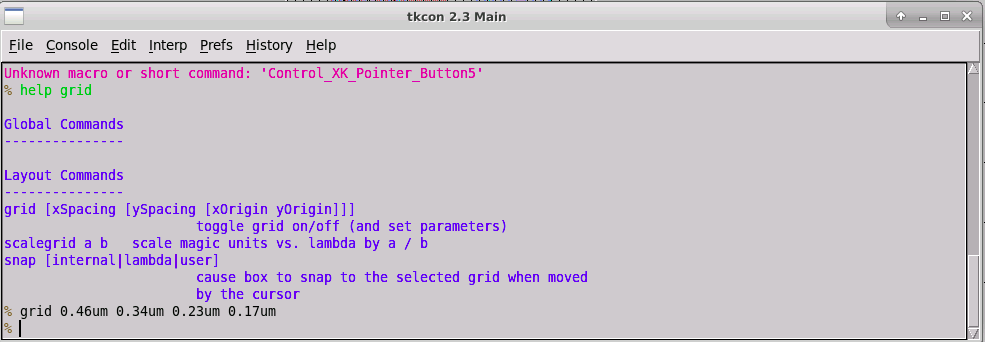 tkcon 2.3 Main
File Console Edit Interp Prefs History Help
Unknown macro or short command: 'Control_XK_Pointer_Button5'
% help grid
Global Commands
---------------
Layout Commands
---------------
grid [xSpacing [ySpacing [xOrigin yOrigin]]]
toggle grid on/off (and set parameters)
scalegrid a b   scale magic units vs. lambda by a / b
snap [internal|lambda|user]
cause box to snap to the selected grid when moved
by the cursor
% grid 0.46um 0.34um 0.23um 0.17um
%